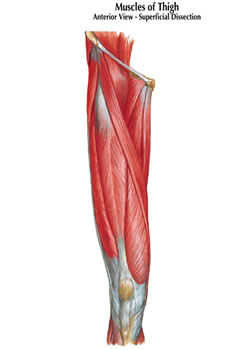 Muscles of Thigh
Anterior View - Superficial Dissection